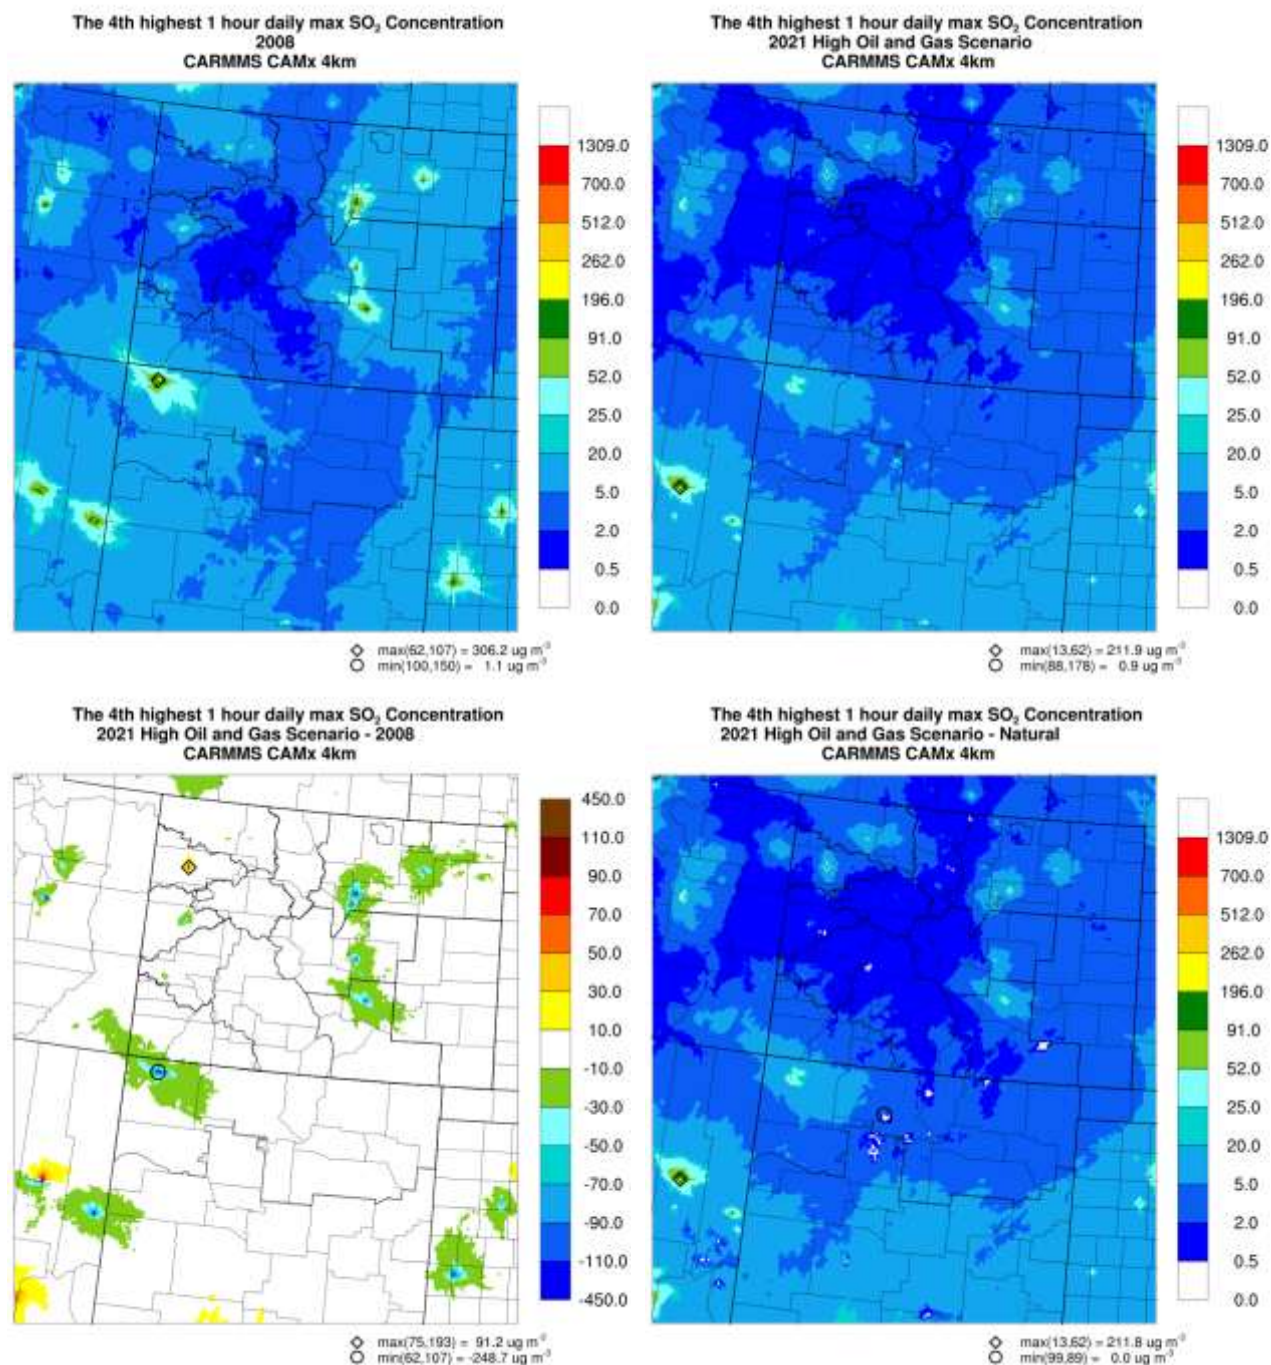 The 4th highest 1 hour daily max SO₂ Concentration
2008
CARMMS CAMx 4km
1309.0
700.0
512.0
262.0
196.0
91.0
52.0
25.0
20.0
5.0
2.0
0.5
0.0
max(62,107) = 306.2 ug m⁻³
min(100,150) = 1.1 ug m⁻³
The 4th highest 1 hour daily max SO₂ Concentration
2021 High Oil and Gas Scenario
CARMMS CAMx 4km
1309.0
700.0
512.0
262.0
196.0
91.0
52.0
25.0
20.0
5.0
2.0
0.5
0.0
max(13,62) = 211.9 ug m⁻³
min(88,178) = 0.9 ug m⁻³
The 4th highest 1 hour daily max SO₂ Concentration
2021 High Oil and Gas Scenario - 2008
CARMMS CAMx 4km
450.0
110.0
90.0
70.0
50.0
30.0
10.0
-10.0
-30.0
-50.0
-70.0
-90.0
-110.0
-450.0
max(75,193) = 91.2 ug m⁻³
min(62,107) = -248.7 ug m⁻³
The 4th highest 1 hour daily max SO₂ Concentration
2021 High Oil and Gas Scenario - Natural
CARMMS CAMx 4km
1309.0
700.0
512.0
262.0
196.0
91.0
52.0
25.0
20.0
5.0
2.0
0.5
0.0
max(13,62) = 211.8 ug m⁻³
min(99,89) = 0.0 ug m⁻³